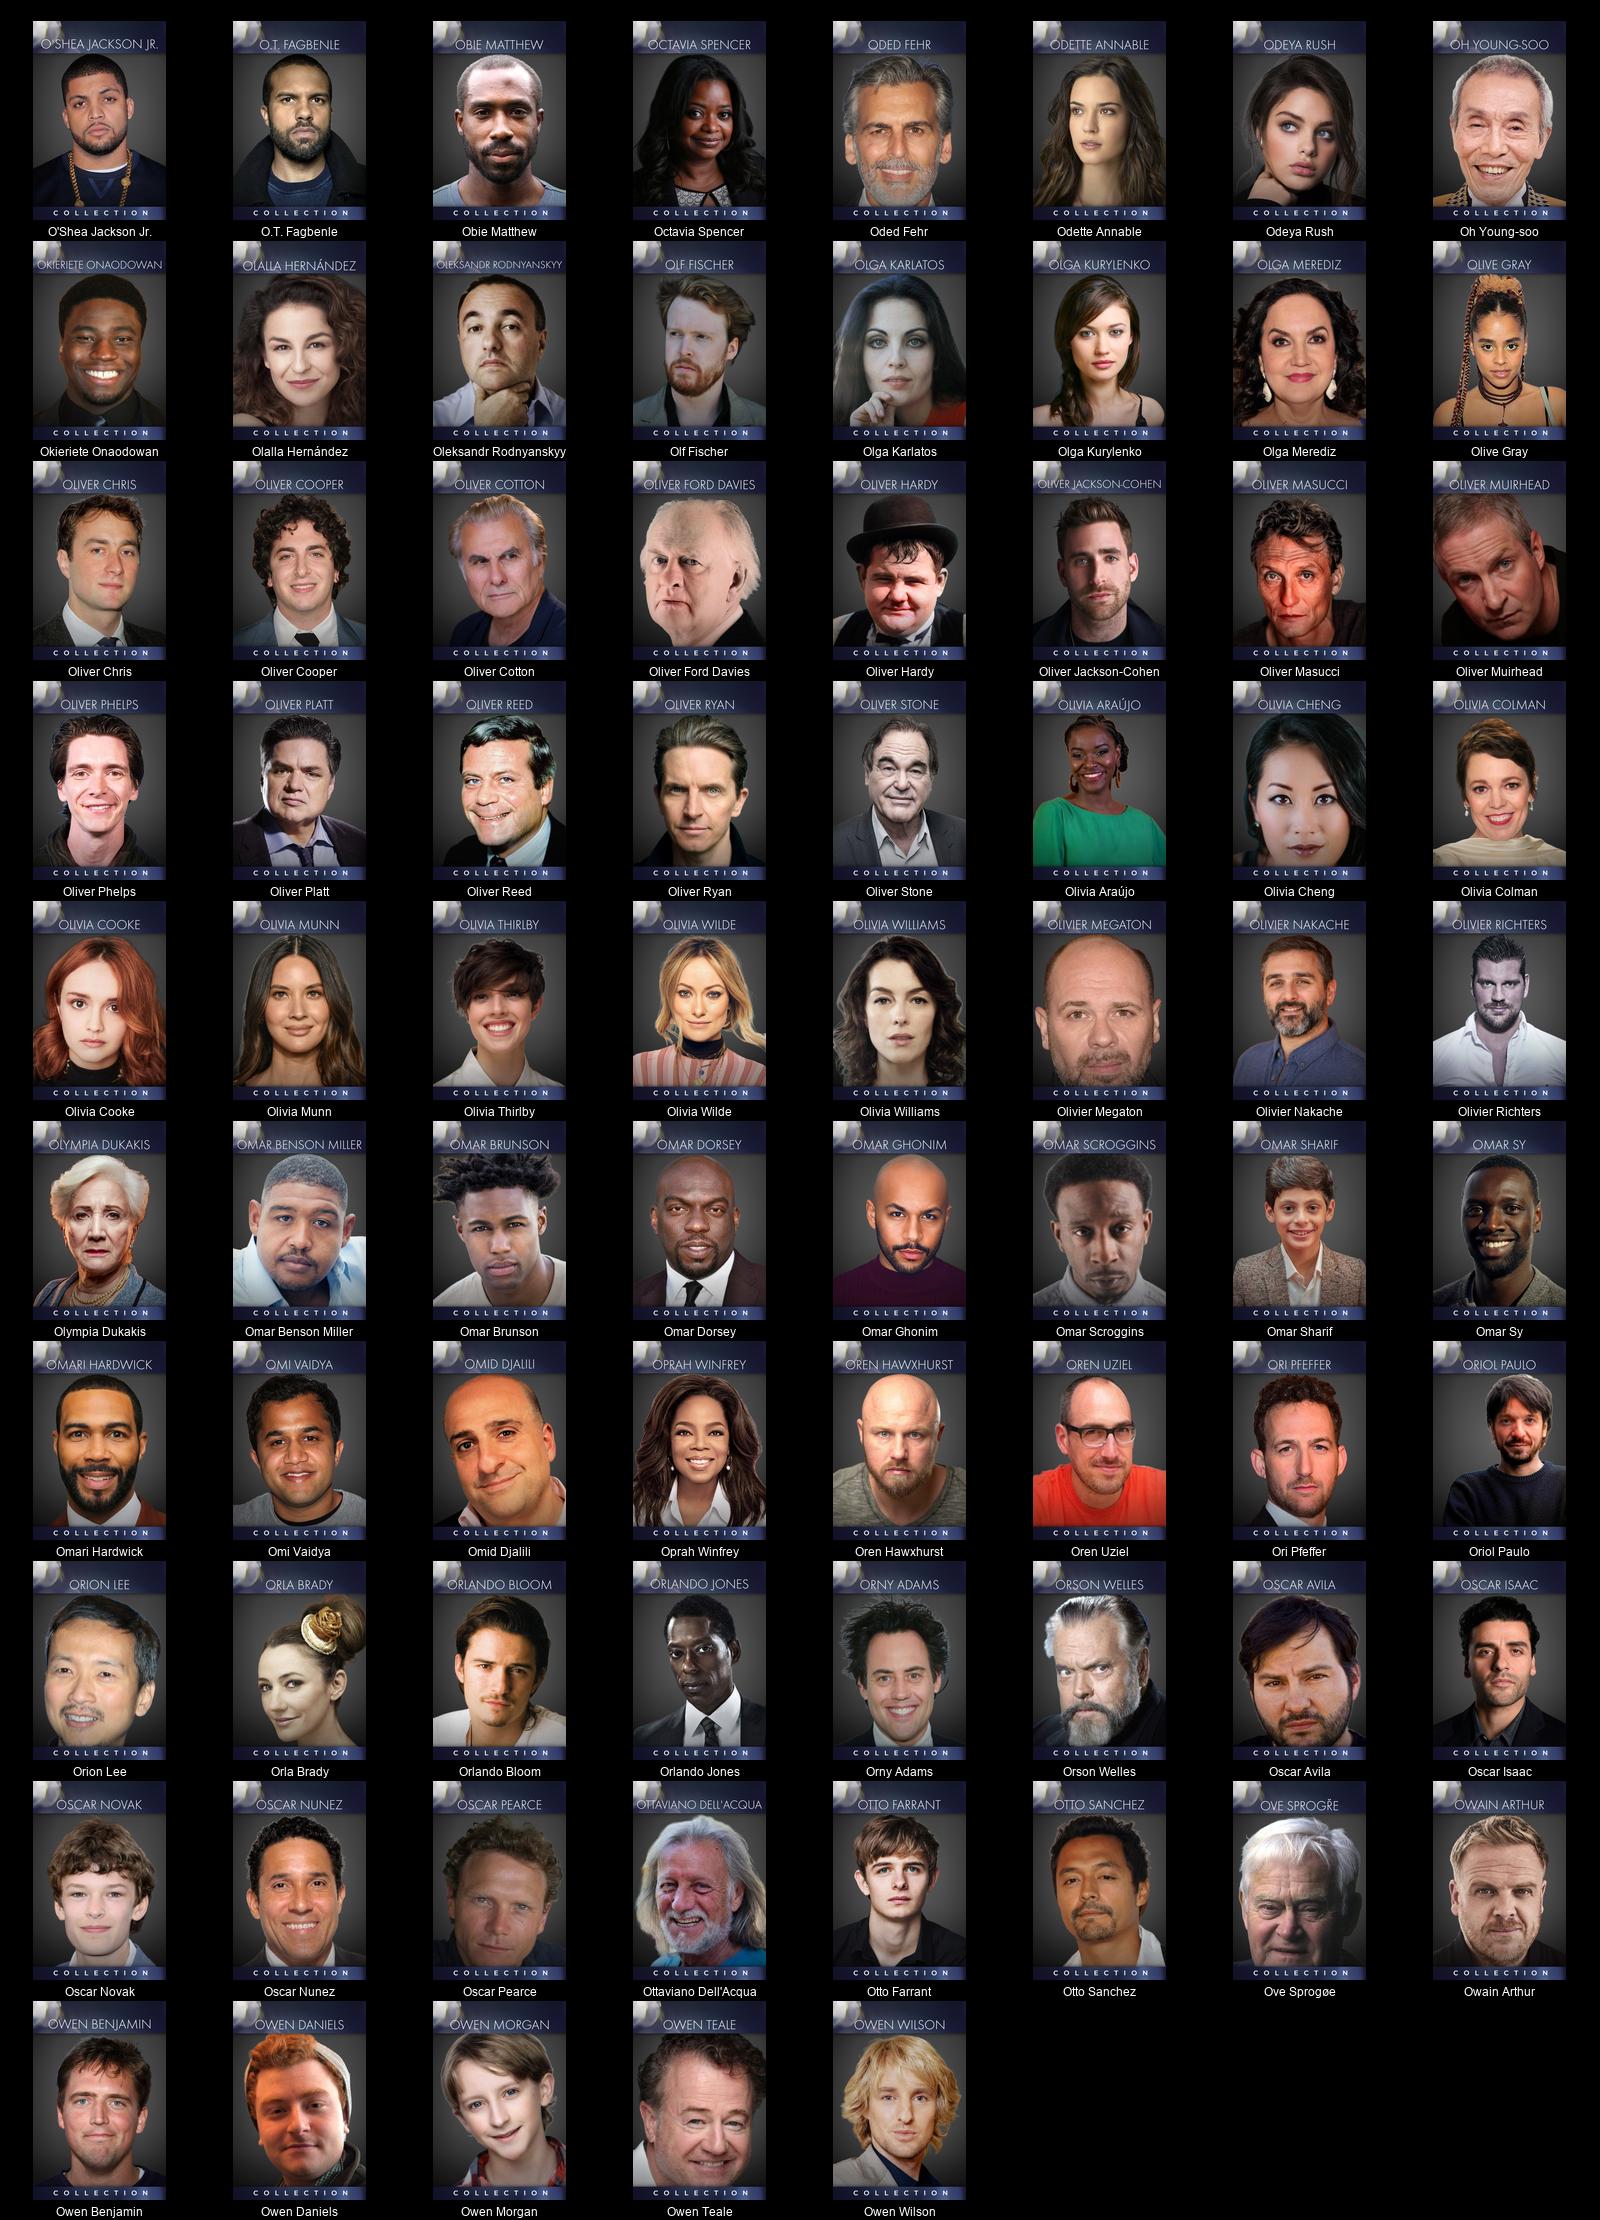 O'SHEA JACKSON JR. O.T. FAGBENLE OBIE MATTHEW OCTAVIA SPENCER ODED FEHR ODETTE ANNABLE ODEYA RUSH OH YOUNG-SOO
COLLECTION COLLECTION COLLECTION COLLECTION COLLECTION COLLECTION COLLECTION COLLECTION
O'Shea Jackson Jr. O.T. Fagbenle Obie Matthew Octavia Spencer Oded Fehr Odette Annable Odeya Rush Oh Young-soo
OKIERIETE ONAODOWAN OLALLA HERNÁNDEZ OLEKSANDR RODNYANSKYY OLF FISCHER OLGA KARLATOS OLGA KURYLENKO OLGA MEREDIZ OLIVE GRAY
COLLECTION COLLECTION COLLECTION COLLECTION COLLECTION COLLECTION COLLECTION COLLECTION
Okieriete Onaodowan Olalla Hernández Oleksandr Rodnyanskyy Olf Fischer Olga Karlatos Olga Kurylenko Olga Merediz Olive Gray
OLIVER CHRIS OLIVER COOPER OLIVER COTTON OLIVER FORD DAVIES OLIVER HARDY OLIVER JACKSON-COHEN OLIVER MASUCCI OLIVER MUIRHEAD
COLLECTION COLLECTION COLLECTION COLLECTION COLLECTION COLLECTION COLLECTION COLLECTION
Oliver Chris Oliver Cooper Oliver Cotton Oliver Ford Davies Oliver Hardy Oliver Jackson-Cohen Oliver Masucci Oliver Muirhead
OLIVER PHELPS OLIVER PLATT OLIVER REED OLIVER RYAN OLIVER STONE OLIVIA ARAÚJO OLIVIA CHENG OLIVIA COLMAN
COLLECTION COLLECTION COLLECTION COLLECTION COLLECTION COLLECTION COLLECTION COLLECTION
Oliver Phelps Oliver Platt Oliver Reed Oliver Ryan Oliver Stone Olivia Araújo Olivia Cheng Olivia Colman
OLIVIA COOKE OLIVIA MUNN OLIVIA THIRLBY OLIVIA WILDE OLIVIA WILLIAMS OLIVIER MEGATON OLIVIER NAKACHE OLIVIER RICHTERS
COLLECTION COLLECTION COLLECTION COLLECTION COLLECTION COLLECTION COLLECTION COLLECTION
Olivia Cooke Olivia Munn Olivia Thirlby Olivia Wilde Olivia Williams Olivier Megaton Olivier Nakache Olivier Richters
OLYMPIA DUKAKIS OMAR BENSON MILLER OMAR BRUNSON OMAR DORSEY OMAR GHONIM OMAR SCROGGINS OMAR SHARIF OMAR SY
COLLECTION COLLECTION COLLECTION COLLECTION COLLECTION COLLECTION COLLECTION COLLECTION
Olympia Dukakis Omar Benson Miller Omar Brunson Omar Dorsey Omar Ghonim Omar Scroggins Omar Sharif Omar Sy
OMARI HARDWICK OMI VAIDYA OMID DJALILI OPRAH WINFREY OREN HAWXHURST OREN UZIEL ORI PFEFFER ORIOL PAULO
COLLECTION COLLECTION COLLECTION COLLECTION COLLECTION COLLECTION COLLECTION COLLECTION
Omari Hardwick Omi Vaidya Omid Djalili Oprah Winfrey Oren Hawxhurst Oren Uziel Ori Pfeffer Oriol Paulo
ORION LEE ORLA BRADY ORLANDO BLOOM ORLANDO JONES ORNY ADAMS ORSON WELLES OSCAR AVILA OSCAR ISAAC
COLLECTION COLLECTION COLLECTION COLLECTION COLLECTION COLLECTION COLLECTION COLLECTION
Orion Lee Orla Brady Orlando Bloom Orlando Jones Orny Adams Orson Welles Oscar Avila Oscar Isaac
OSCAR NOVAK OSCAR NUNEZ OSCAR PEARCE OTTAVIANO DELL'ACQUA OTTO FARRANT OTTO SANCHEZ OVE SPROGŘE OWAIN ARTHUR
COLLECTION COLLECTION COLLECTION COLLECTION COLLECTION COLLECTION COLLECTION COLLECTION
Oscar Novak Oscar Nunez Oscar Pearce Ottaviano Dell'Acqua Otto Farrant Otto Sanchez Ove Sprogøe Owain Arthur
OWEN BENJAMIN OWEN DANIELS OWEN MORGAN OWEN TEALE OWEN WILSON
COLLECTION COLLECTION COLLECTION COLLECTION COLLECTION
Owen Benjamin Owen Daniels Owen Morgan Owen Teale Owen Wilson